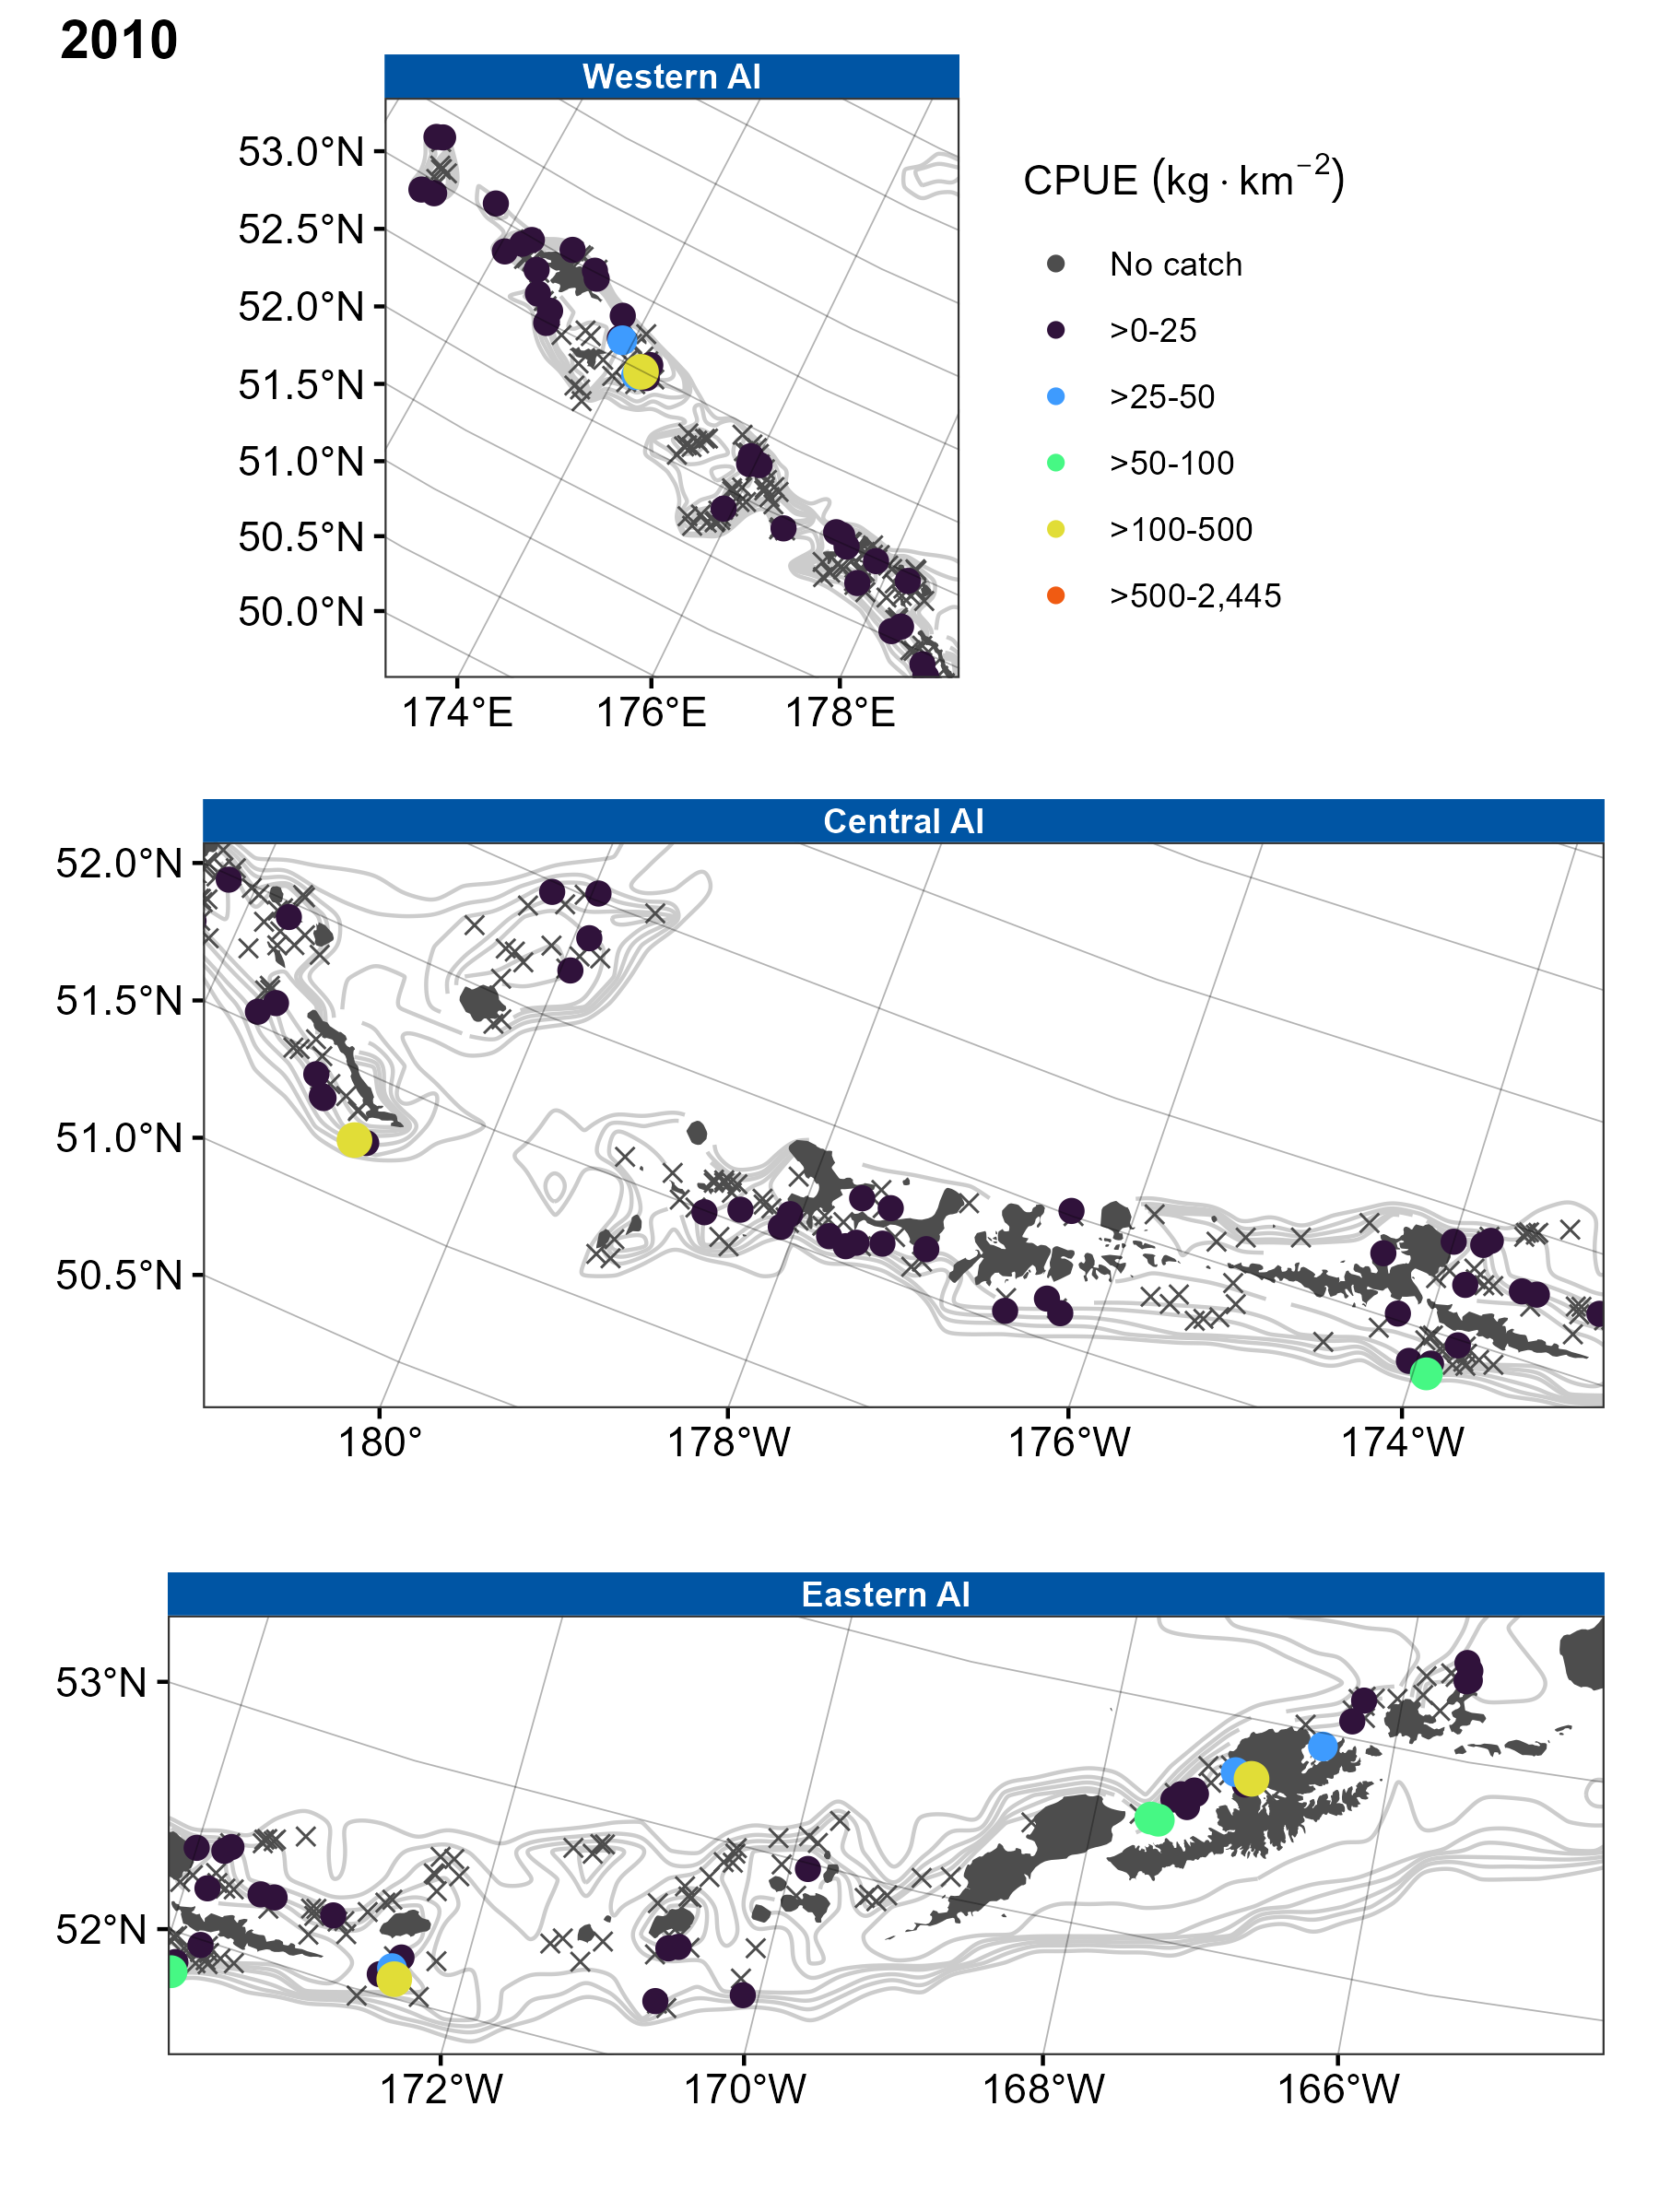 2010
Western AI
53.0°N
52.5°N
52.0°N
51.5°N
51.0°N
50.5°N
50.0°N
174°E 176°E 178°E
CPUE (kg · km⁻²)
No catch
>0-25
>25-50
>50-100
>100-500
>500-2,445
Central AI
52.0°N
51.5°N
51.0°N
50.5°N
180° 178°W 176°W 174°W
Eastern AI
53°N
52°N
172°W 170°W 168°W 166°W